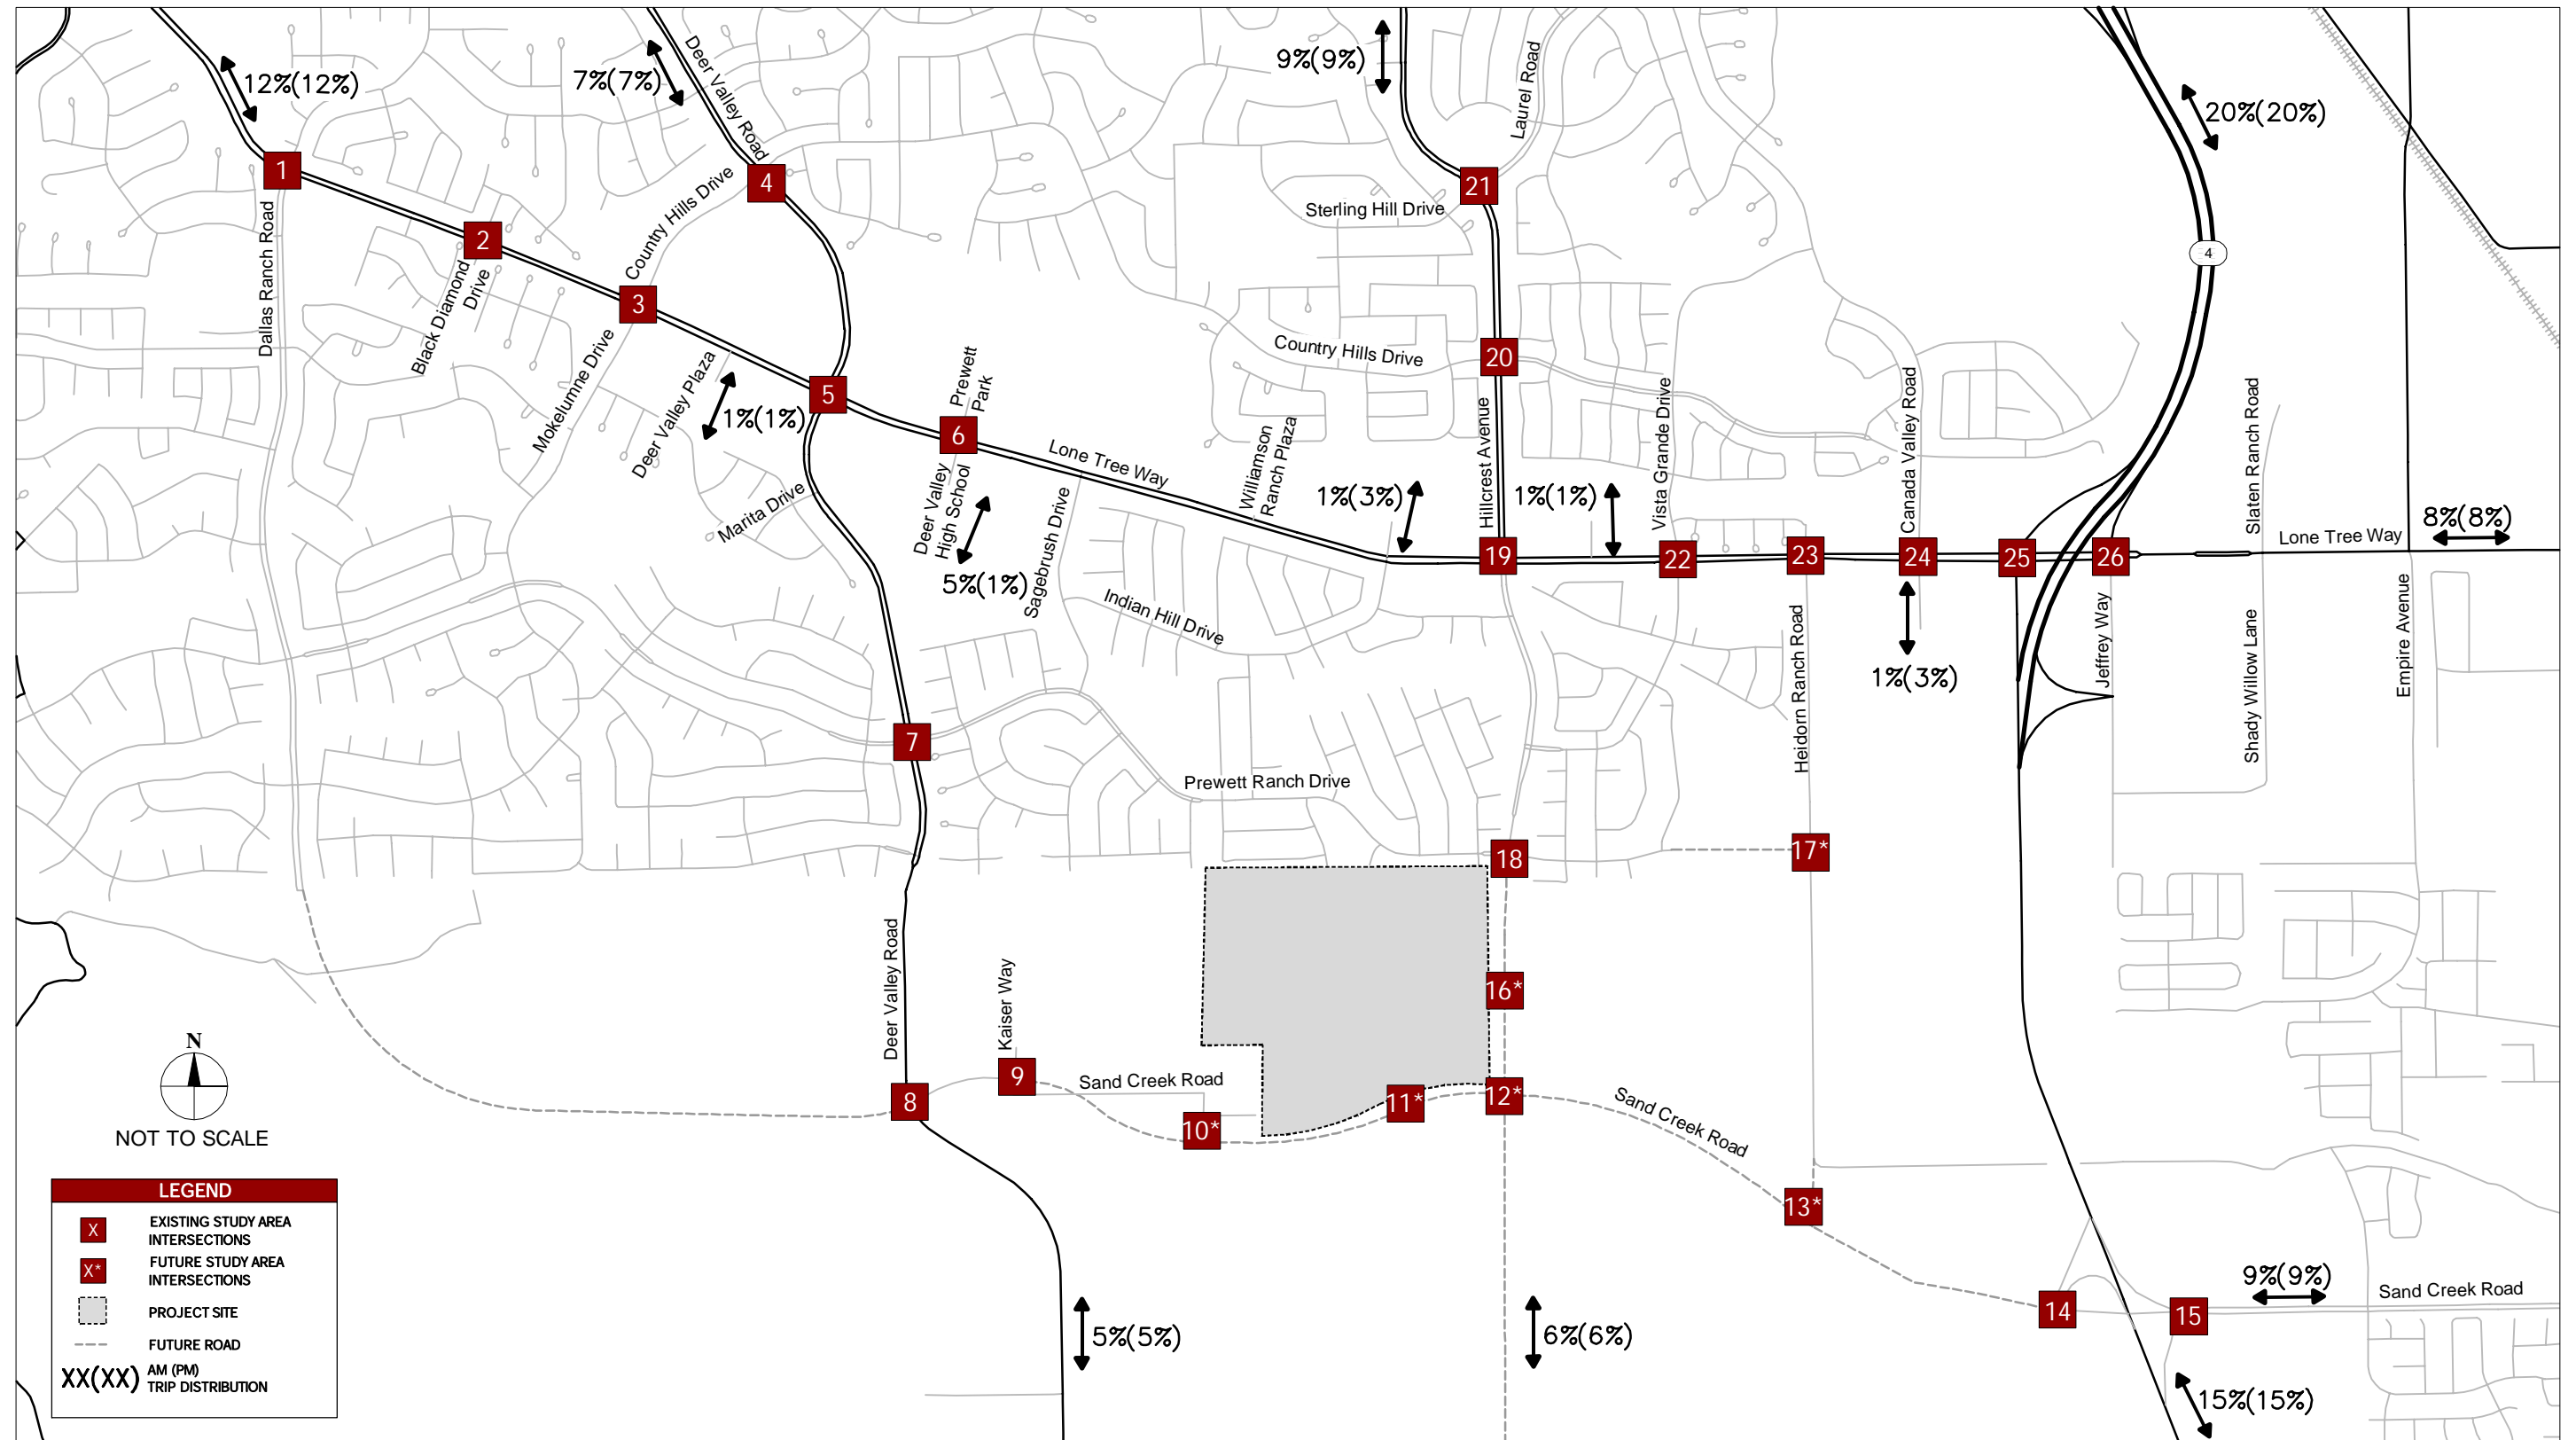 12%(12%)
7%(7%)
Deer Valley Road
9%(9%)
Laurel Road
20%(20%)
1
4
21
Dallas Ranch Road
Country Hills Drive
Sterling Hill Drive
4
2
Black Diamond
Drive
3
Mokelumne Drive
Deer Valley Plaza
1%(1%)
5
Prewett
Park
6
Lone Tree Way
Country Hills Drive
20
Williamson
Ranch Plaza
Hillcrest Avenue
Vista Grande Drive
Canada Valley Road
Slaten Ranch Road
Marita Drive
Deer Valley
High School
5%(1%)
Sagebrush Drive
1%(3%)
1%(1%)
19
22
23
24
25
26
Lone Tree Way
8%(8%)
Indian Hill Drive
Heidorn Ranch Road
1%(3%)
Jeffrey Way
Shady Willow Lane
Empire Avenue
7
Prewett Ranch Drive
18
17*
Deer Valley Road
Kaiser Way
16*
8
9
Sand Creek Road
10*
11*
12*
Sand Creek Road
13*
14
15
9%(9%)
Sand Creek Road
5%(5%)
6%(6%)
15%(15%)
N
NOT TO SCALE
LEGEND
X
EXISTING STUDY AREA
INTERSECTIONS
X*
FUTURE STUDY AREA
INTERSECTIONS
PROJECT SITE
FUTURE ROAD
XX(XX)
AM (PM)
TRIP DISTRIBUTION